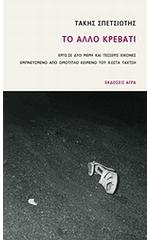 ΤΑΚΗΣ ΣΠΕΤΣΙΩΤΗΣ
ΤΟ ΑΛΛΟ ΚΡΕΒΑΤΙ
ΕΡΓΟ ΣΕ ΔΥΟ ΜΕΡΗ ΚΑΙ ΤΕΣΣΕΡΙΣ ΕΙΚΟΝΕΣ
ΕΜΠΝΕΥΣΜΕΝΟ ΑΠΟ ΟΜΟΤΙΤΛΟ ΚΕΙΜΕΝΟ ΤΟΥ ΚΩΣΤΑ ΤΑΧΤΣΗ
ΕΚΔΟΣΕΙΣ ΑΓΡΑ